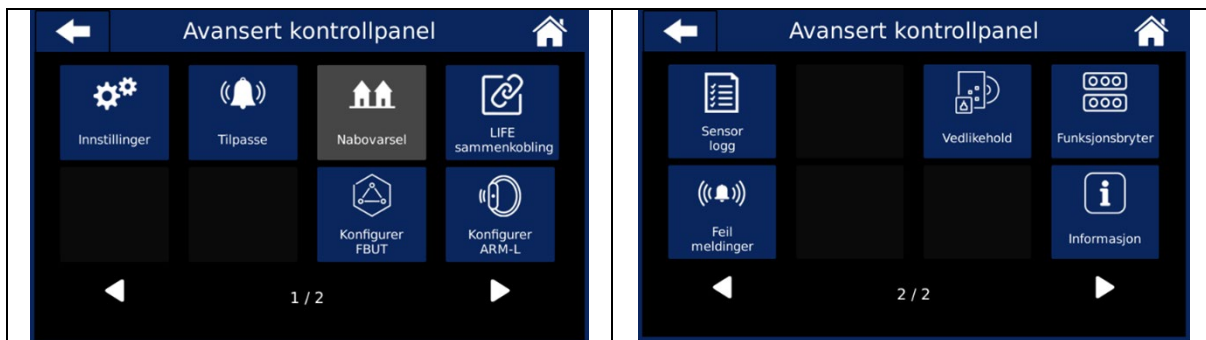 Avansert kontrollpanel
Innstillinger
Tilpasse
Nabovarsel
LIFE
sammenkobling
Konfigurer
FBUT
Konfigurer
ARM-L
1 / 2
Avansert kontrollpanel
Sensor
logg
Vedlikehold
Funksjonsbryter
Feil
meldinger
Informasjon
2 / 2